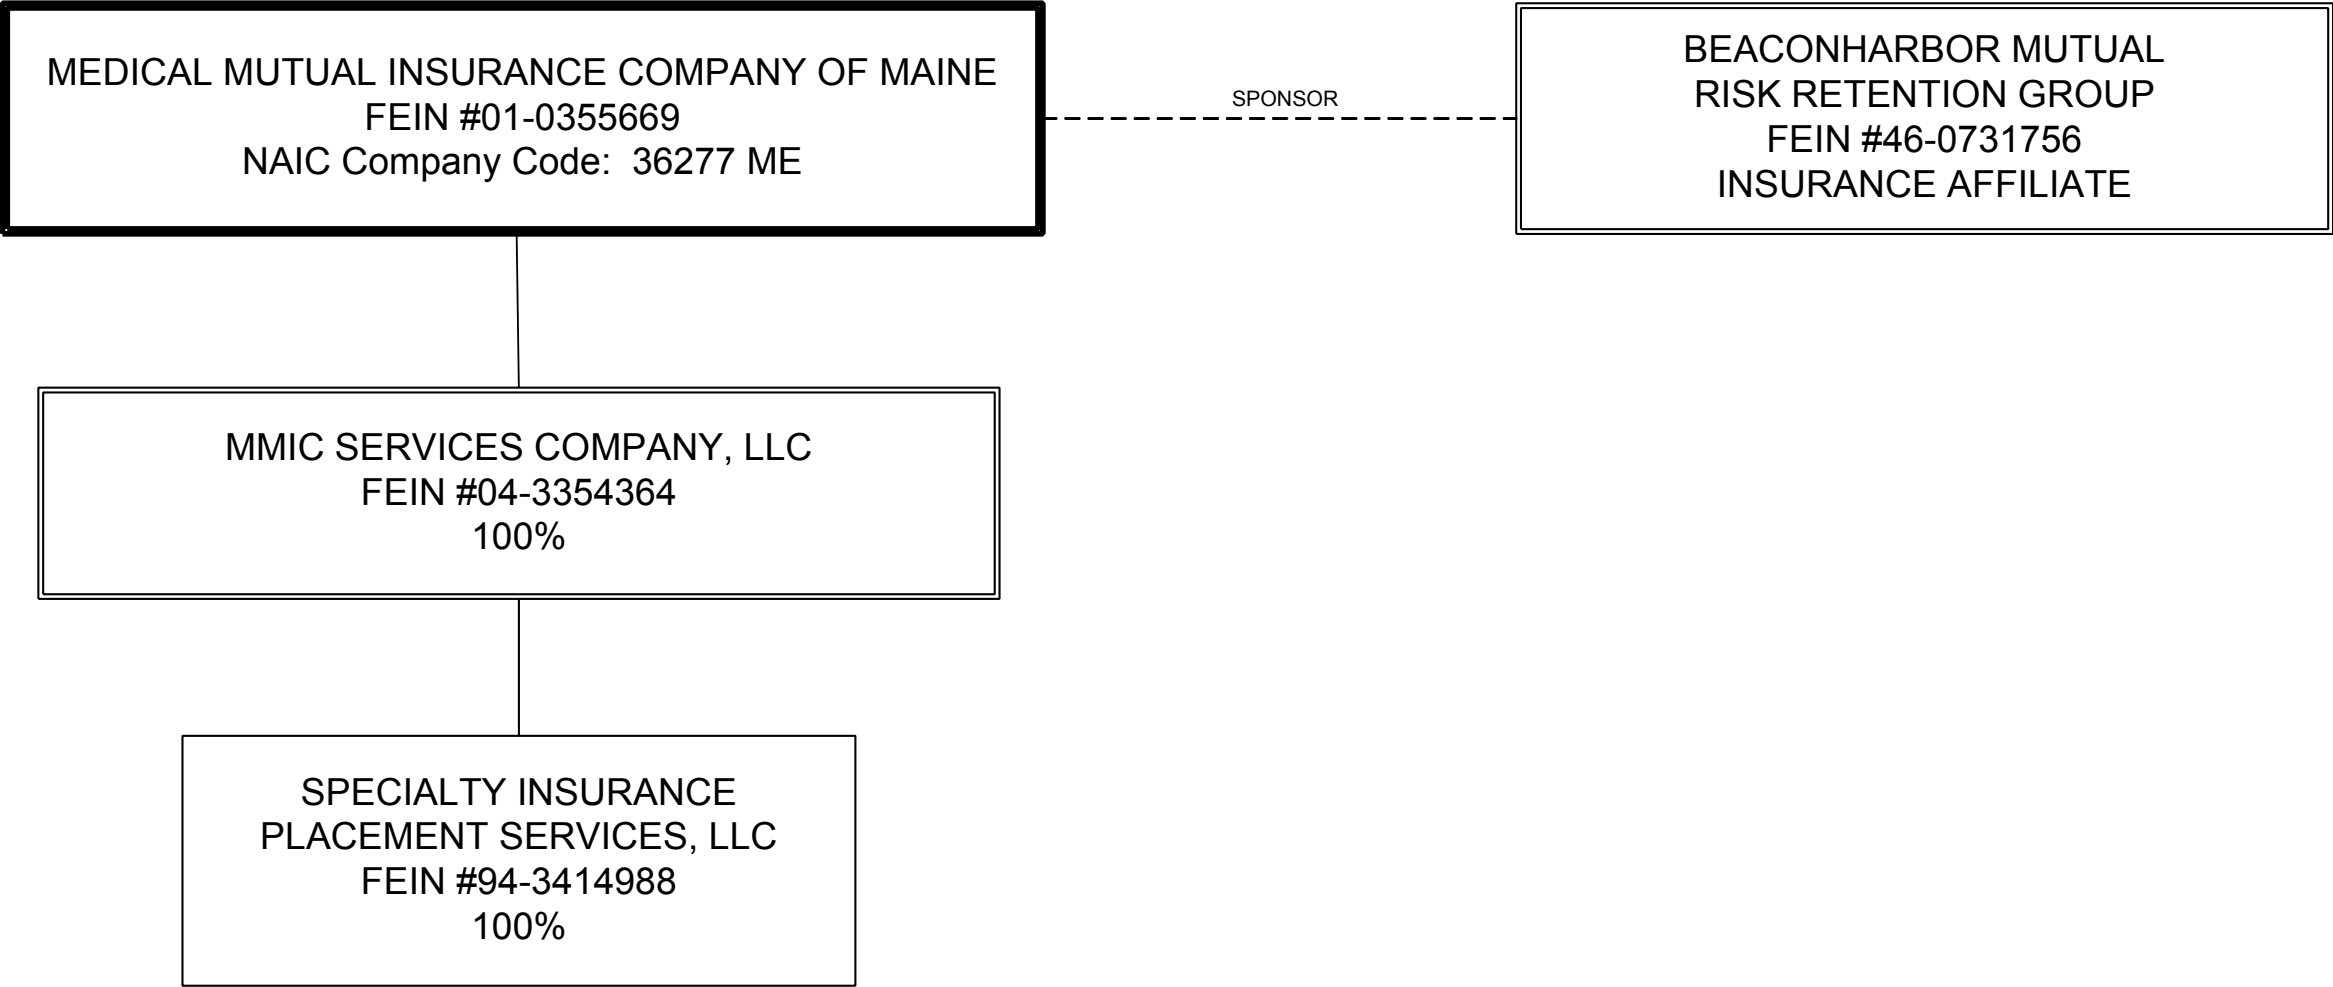 MEDICAL MUTUAL INSURANCE COMPANY OF MAINE
FEIN #01-0355669
NAIC Company Code:  36277 ME
SPONSOR
BEACONHARBOR MUTUAL
RISK RETENTION GROUP
FEIN #46-0731756
INSURANCE AFFILIATE
MMIC SERVICES COMPANY, LLC
FEIN #04-3354364
100%
SPECIALTY INSURANCE
PLACEMENT SERVICES, LLC
FEIN #94-3414988
100%